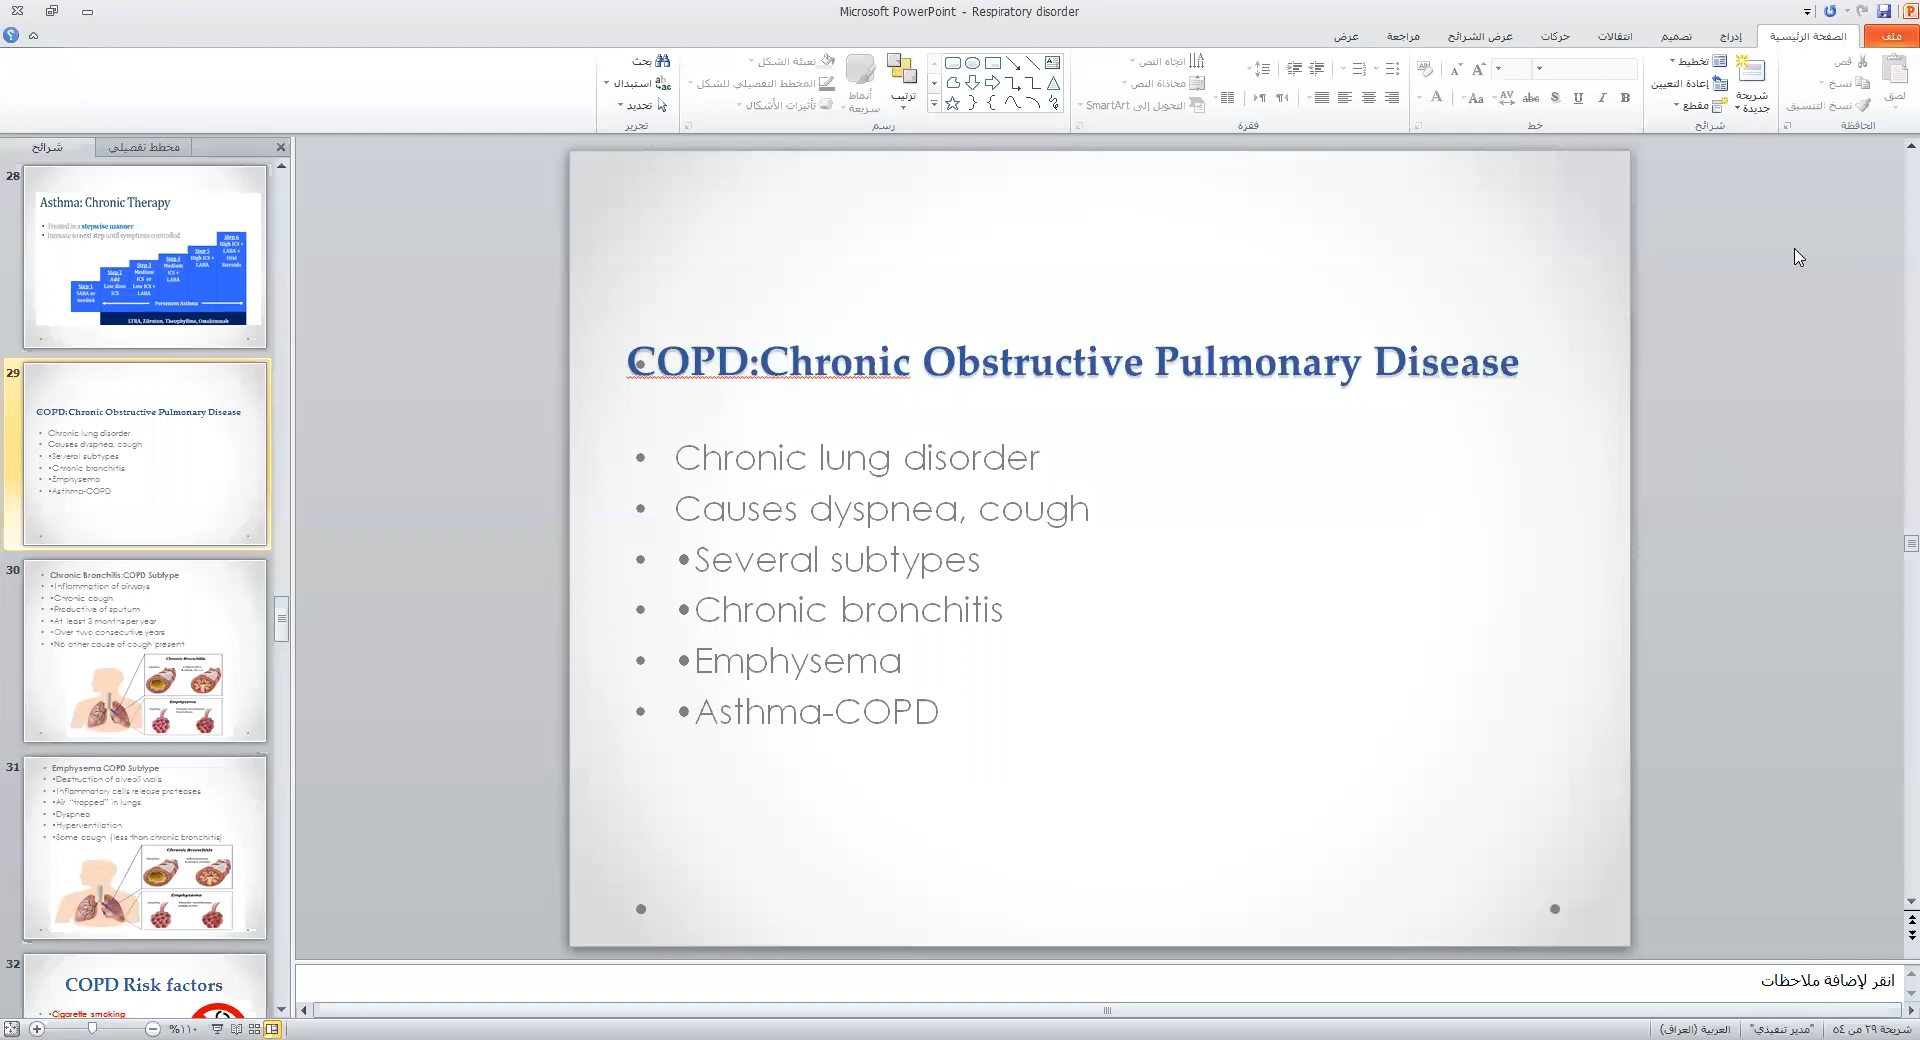 Microsoft PowerPoint - Respiratory disorder
ملف
الصفحة الرئيسية
إدراج
تصميم
انتقالات
حركات
عرض الشرائح
مراجعة
عرض
لصق
قص
نسخ
نسخ التنسيق
الحافظة
شريحة جديدة
تخطيط
إعادة التعيين
مقطع
شرائح
خط
اتجاه النص
محاذاة النص
التحويل إلى SmartArt
فقرة
ترتيب
أنماط سريعة
تعبئة الشكل
المخطط التفصيلي للشكل
تأثيرات الأشكال
رسم
بحث
استبدال
تحديد
تحرير
شرائح
مخطط تفصيلي
28
Asthma: Chronic Therapy
• Treated in a stepwise manner
• Increase to next step until symptoms controlled
Step 1
SABA as needed
Step 2
Add Low dose ICS
Step 3
Medium ICS or Low ICS + LABA
Step 4
Medium ICS + LABA
Step 5
High ICS + LABA
Step 6
High ICS + LABA + Oral Steroids
Persistent Asthma
LTRA, Zileuton, Theophylline, Omalizumab
29
COPD:Chronic Obstructive Pulmonary Disease
• Chronic lung disorder
• Causes dyspnea, cough
• •Several subtypes
• •Chronic bronchitis
• •Emphysema
• •Asthma-COPD
30
• Chronic Bronchitis:COPD Subtype
• •Inflammation of airways
• •Chronic cough
• •Productive of sputum
• •At least 3 months per year
• •Over two consecutive years
• •No other cause of cough present
Chronic Bronchitis
Emphysema
31
• Emphysema COPD Subtype
• •Destruction of alveoli walls
• •Inflammatory cells release proteases
• •Air "trapped" in lungs
• •Dyspnea
• •Hyperventilation
• •Some cough (less than chronic bronchitis)
Chronic Bronchitis
Emphysema
32
COPD Risk factors
• •Cigarette smoking
COPD:Chronic Obstructive Pulmonary Disease
• Chronic lung disorder
• Causes dyspnea, cough
• •Several subtypes
• •Chronic bronchitis
• •Emphysema
• •Asthma-COPD
انقر لإضافة ملاحظات
شريحة ٢٩ من ٥٤
"مدير تنفيذي"
العربية (العراق)
%١١٠